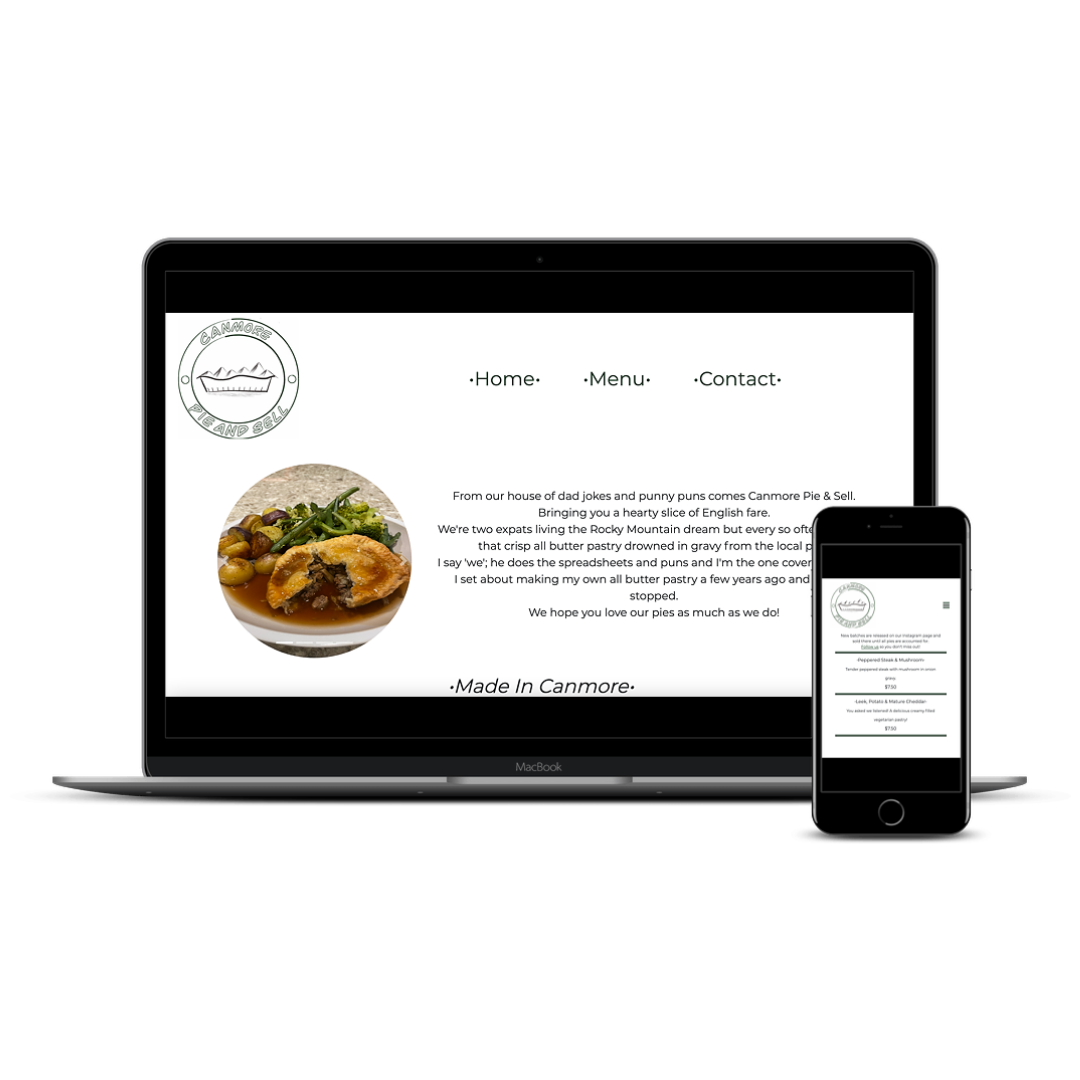 CANMORE
PIE AND SELL
·Home· ·Menu· ·Contact·
From our house of dad jokes and punny puns comes Canmore Pie & Sell.
Bringing you a hearty slice of English fare.
We're two expats living the Rocky Mountain dream but every so ofte
that crisp all butter pastry drowned in gravy from the local p
I say 'we'; he does the spreadsheets and puns and I'm the one cover
I set about making my own all butter pastry a few years ago and
stopped.
We hope you love our pies as much as we do!
·Made In Canmore·
MacBook
CANMORE
PIE AND SELL
New batches are released on our Instagram page and
sold there until all pies are accounted for.
Follow us so you don't miss out!
·Peppered Steak & Mushroom·
Tender peppered steak with mushroom in onion
gravy
$7.50
·Leek, Potato & Mature Cheddar·
You asked we listened! A delicious creamy filled
vegetarian pastry!
$7.50